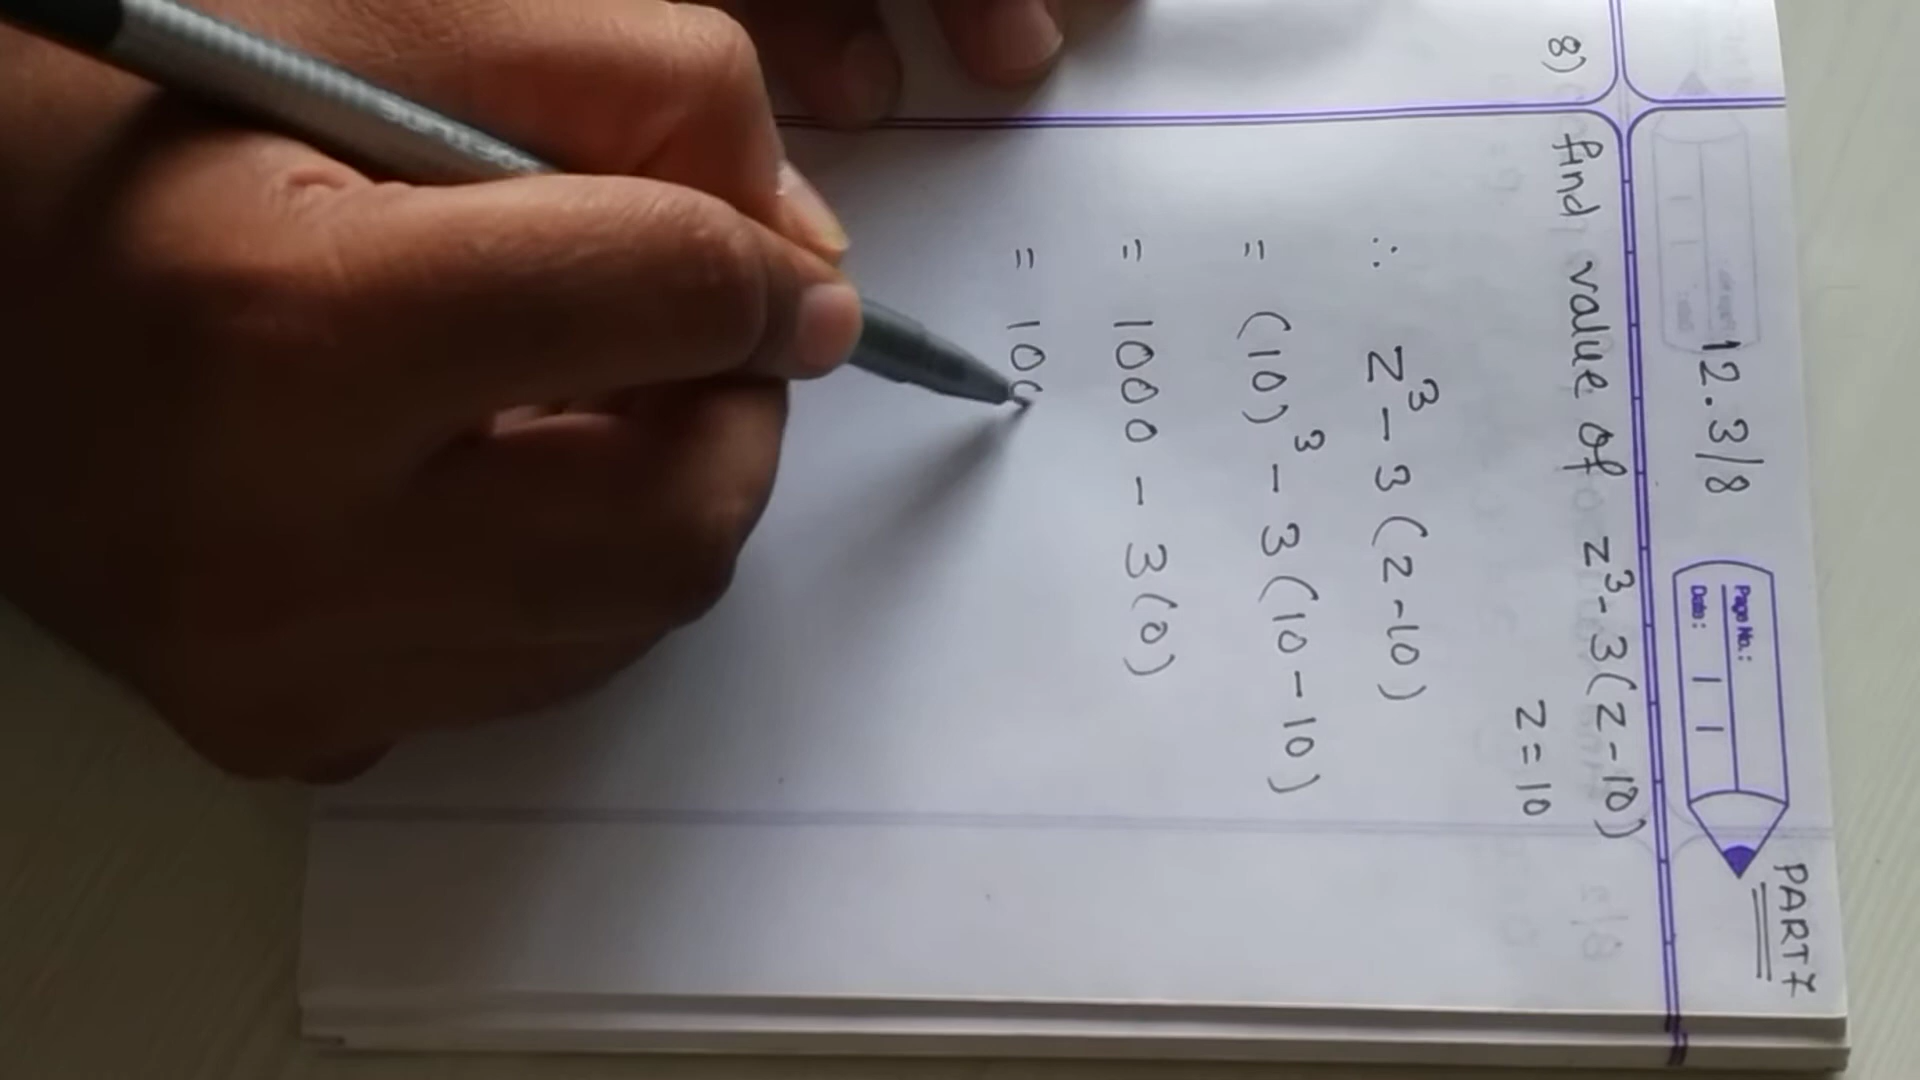 PART 7
12.3/8
Page No.:
Date:
8) find value of z³-3(z-10)
z=10
∴ z³-3(z-10)
= (10)³-3(10-10)
= 1000-3(0)
= 100